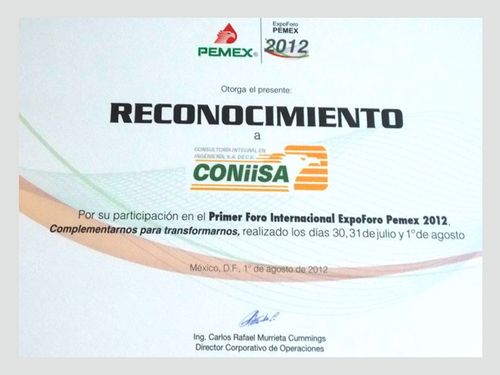 PEMEX®
ExpoForo
PEMEX
2012
Otorga el presente:
RECONOCIMIENTO
a
CONSULTORIA INTEGRAL EN
INGENIERIA, S.A. DE C.V.
CONiiSA
Por su participación en el Primer Foro Internacional ExpoForo Pemex 2012,
Complementarnos para transformarnos, realizado los días 30, 31 de julio y 1° de agosto
México, D.F., 1° de agosto de 2012
Ing. Carlos Rafael Murrieta Cummings
Director Corporativo de Operaciones